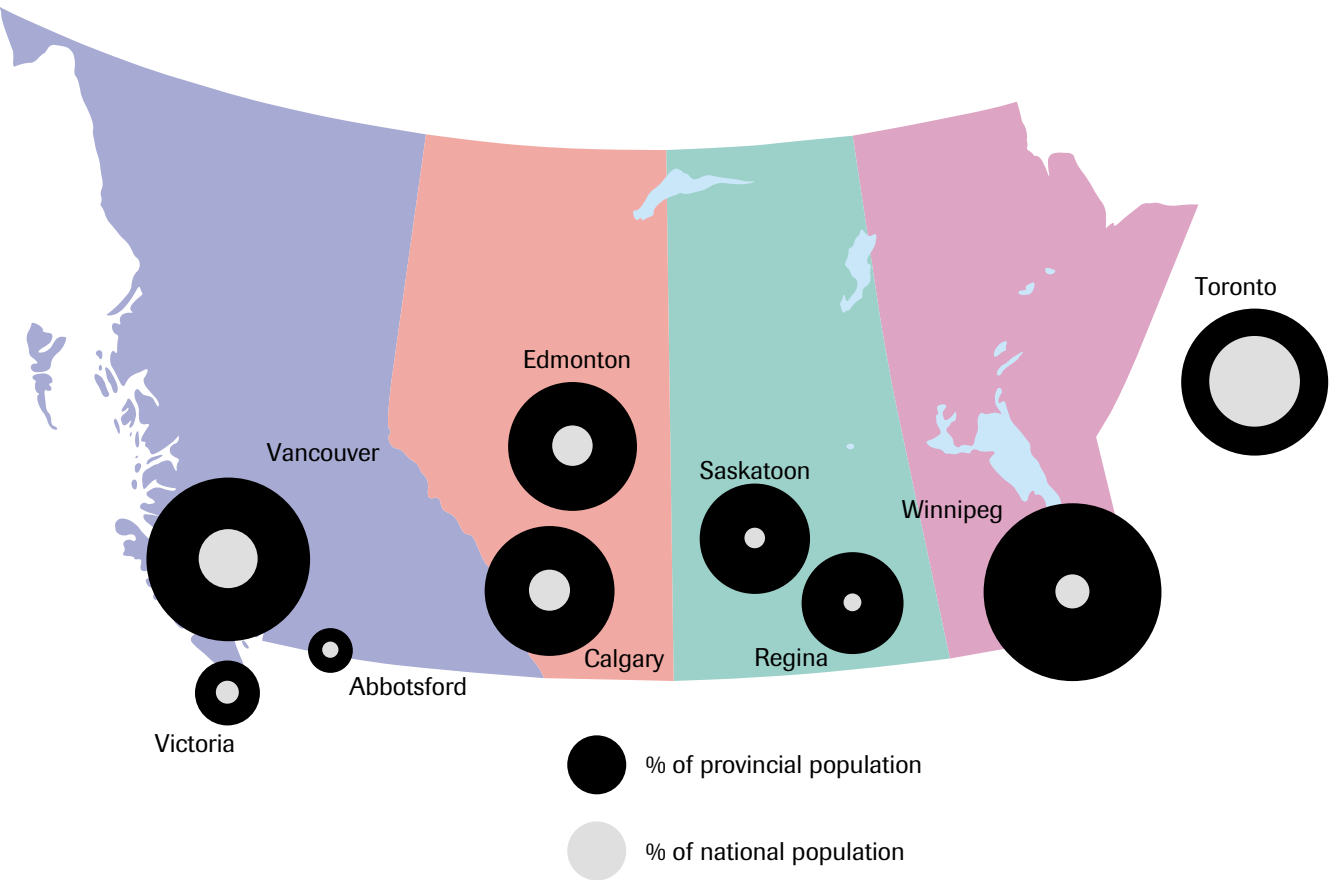 Toronto
Edmonton
Vancouver
Saskatoon
Winnipeg
Calgary
Regina
Abbotsford
Victoria
% of provincial population
% of national population